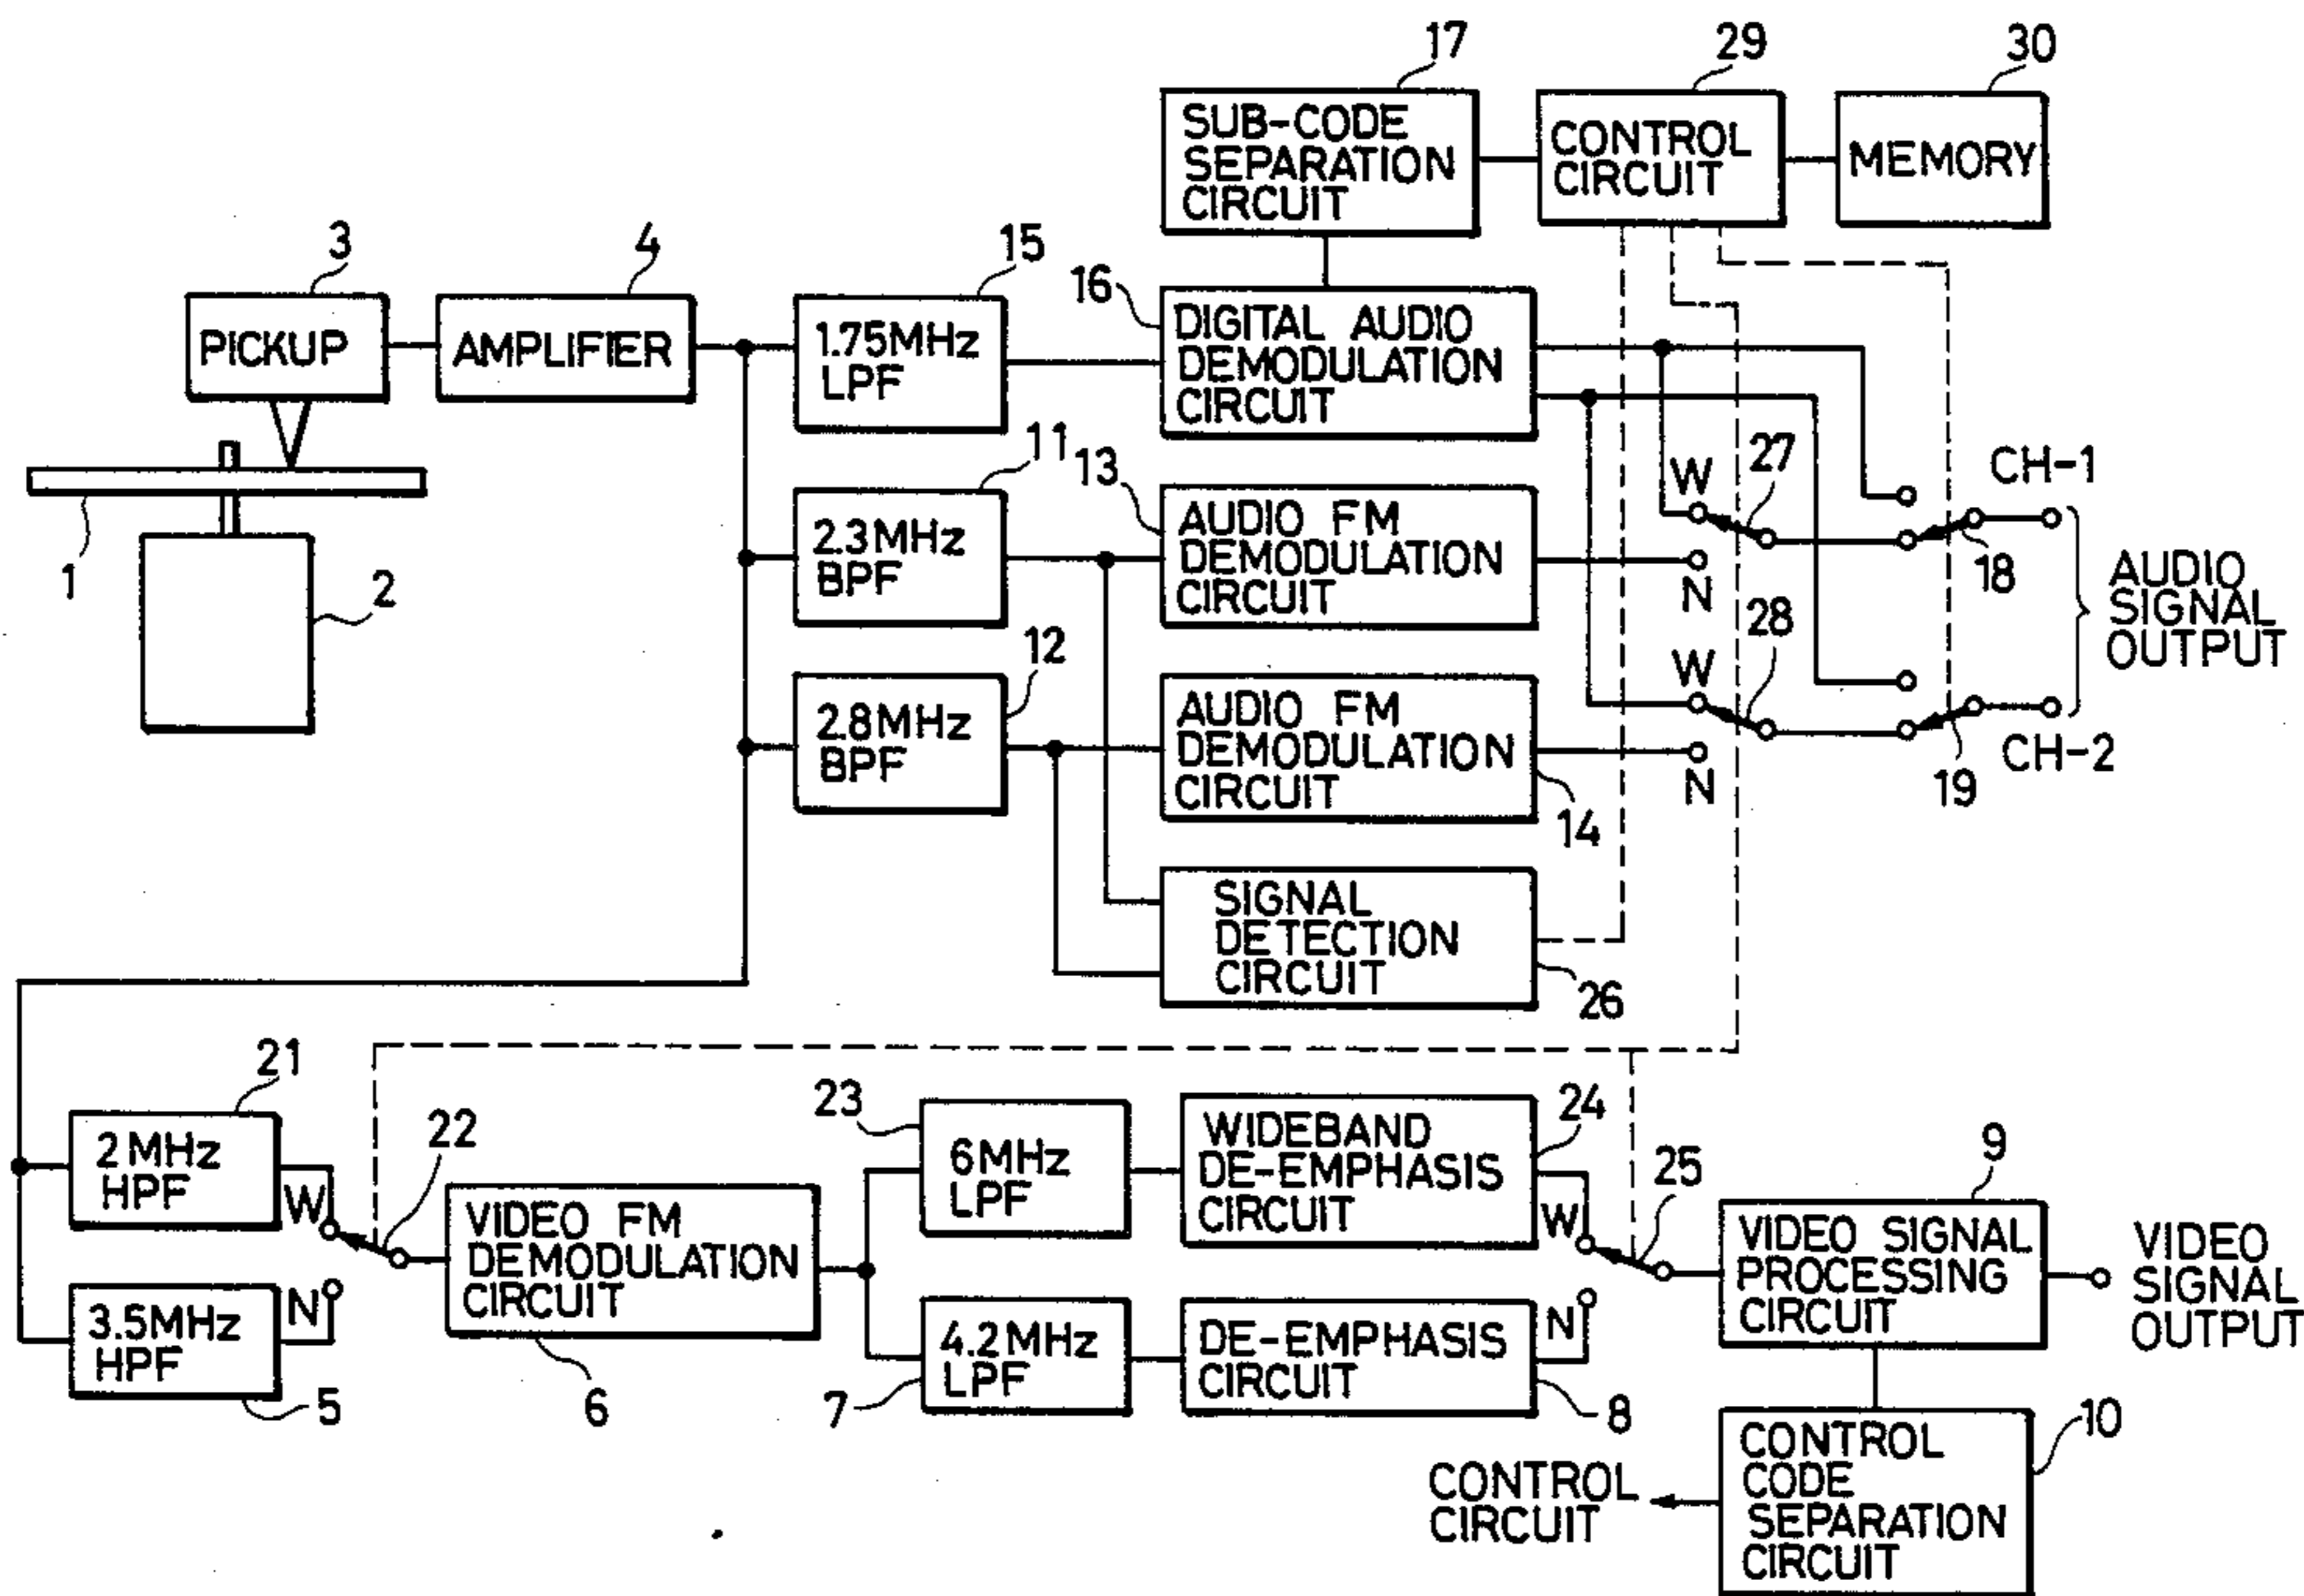 17
29
30
SUB-CODE
SEPARATION
CIRCUIT
CONTROL
CIRCUIT
MEMORY
3
4
15
16
PICKUP
AMPLIFIER
1.75MHz
LPF
DIGITAL AUDIO
DEMODULATION
CIRCUIT
11
13
W
27
CH-1
2.3MHz
BPF
AUDIO FM
DEMODULATION
CIRCUIT
N
18
1
2
12
28
AUDIO
SIGNAL
OUTPUT
W
2.8MHz
BPF
AUDIO FM
DEMODULATION
CIRCUIT
N
19
CH-2
14
SIGNAL
DETECTION
CIRCUIT
26
21
22
23
24
25
9
2MHz
HPF
W
6MHz
LPF
WIDEBAND
DE-EMPHASIS
CIRCUIT
W
VIDEO FM
DEMODULATION
CIRCUIT
VIDEO SIGNAL
PROCESSING
CIRCUIT
VIDEO
SIGNAL
OUTPUT
3.5MHz
HPF
N
4.2MHz
LPF
DE-EMPHASIS
CIRCUIT
N
5
6
7
8
10
CONTROL
CIRCUIT
CONTROL
CODE
SEPARATION
CIRCUIT